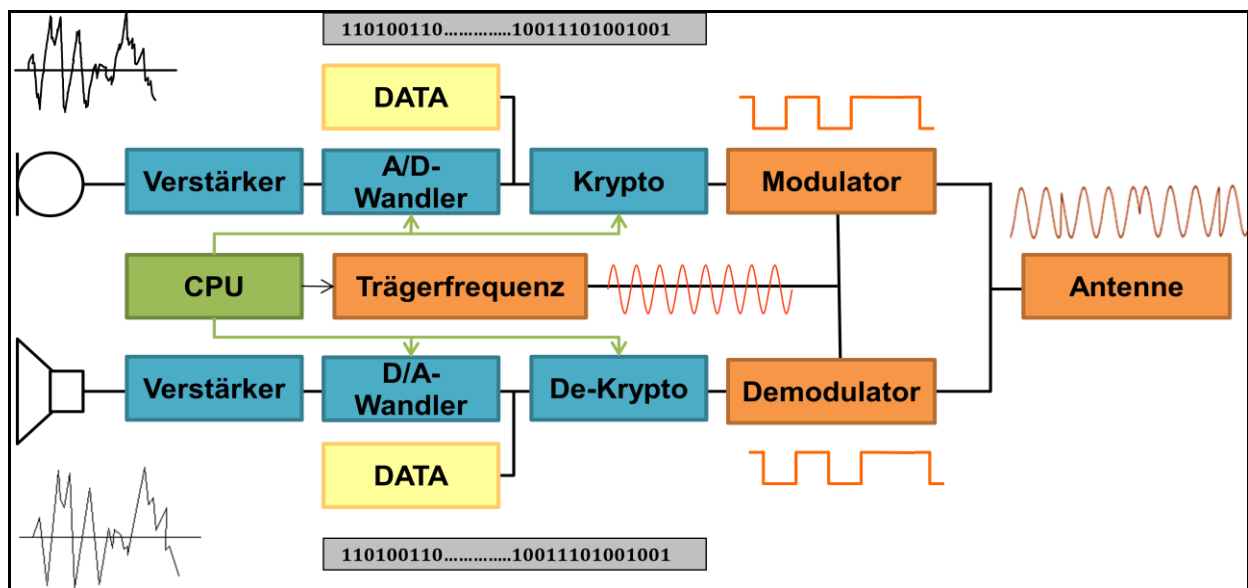 110100110..............10011101001001
DATA
Verstärker
A/D-
Wandler
Krypto
Modulator
CPU
Trägerfrequenz
Antenne
Verstärker
D/A-
Wandler
De-Krypto
Demodulator
DATA
110100110..............10011101001001